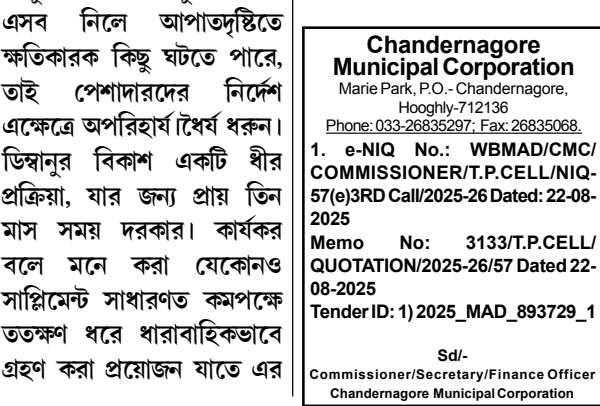 এসব নিলে আপাতদৃষ্টিতে
ক্ষতিকারক কিছু ঘটতে পারে,
তাই পেশাদারদের নির্দেশ
এক্ষেত্রে অপরিহার্য।ধৈর্য ধরুন।
ডিম্বানুর বিকাশ একটি ধীর
প্রক্রিয়া, যার জন্য প্রায় তিন
মাস সময় দরকার। কার্যকর
বলে মনে করা যেকোনও
সাপ্লিমেন্ট সাধারণত কমপক্ষে
ততক্ষণ ধরে ধারাবাহিকভাবে
গ্রহণ করা প্রয়োজন যাতে এর
Chandernagore
Municipal Corporation
Marie Park, P.O.- Chandernagore,
Hooghly-712136
Phone: 033-26835297; Fax: 26835068.
1. e-NIQ No.: WBMAD/CMC/
COMMISSIONER/T.P.CELL/NIQ-
57(e)3RD Call/2025-26 Dated: 22-08-
2025
Memo No: 3133/T.P.CELL/
QUOTATION/2025-26/57 Dated 22-
08-2025
Tender ID: 1) 2025_MAD_893729_1
Sd/-
Commissioner/Secretary/Finance Officer
Chandernagore Municipal Corporation